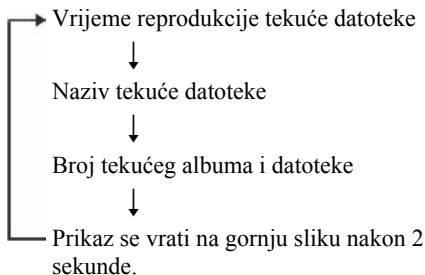 Vrijeme reprodukcije tekuće datoteke
Naziv tekuće datoteke
Broj tekućeg albuma i datoteke
Prikaz se vrati na gornju sliku nakon 2
sekunde.